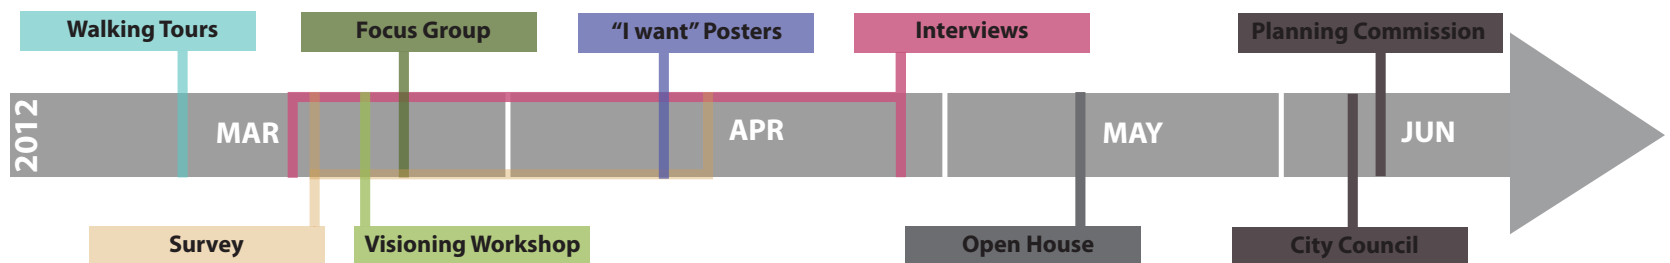 Walking Tours
Focus Group
“I want” Posters
Interviews
Planning Commission
2012
MAR
APR
MAY
JUN
Survey
Visioning Workshop
Open House
City Council